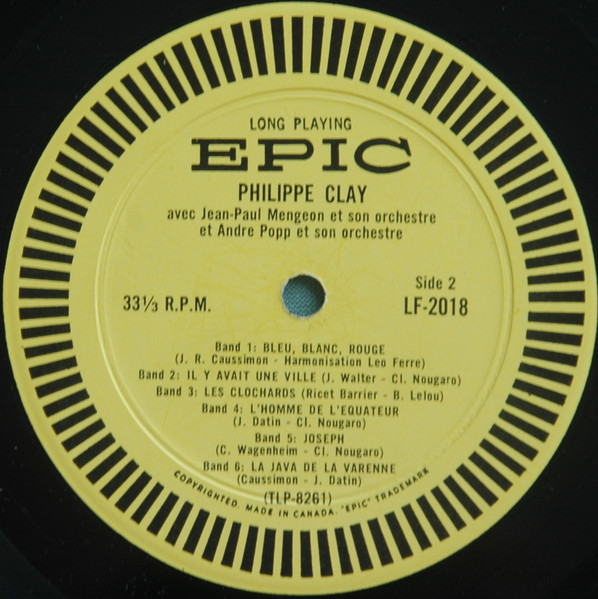 LONG PLAYING
EPIC
PHILIPPE CLAY
avec Jean-Paul Mengeon et son orchestre
et Andre Popp et son orchestre
33⅓ R.P.M.
Side 2
LF-2018
Band 1: BLEU, BLANC, ROUGE
(J. R. Caussimon - Harmonisation Leo Ferre)
Band 2: IL Y AVAIT UNE VILLE (J. Walter - Cl. Nougaro)
Band 3: LES CLOCHARDS (Ricet Barrier - B. Lelou)
Band 4: L'HOMME DE L'EQUATEUR
(J. Datin - Cl. Nougaro)
Band 5: JOSEPH
(C. Wagenheim - Cl. Nougaro)
Band 6: LA JAVA DE LA VARENNE
(Caussimon - J. Datin)
(TLP-8261)
COPYRIGHTED. MADE IN CANADA. "EPIC" TRADEMARK